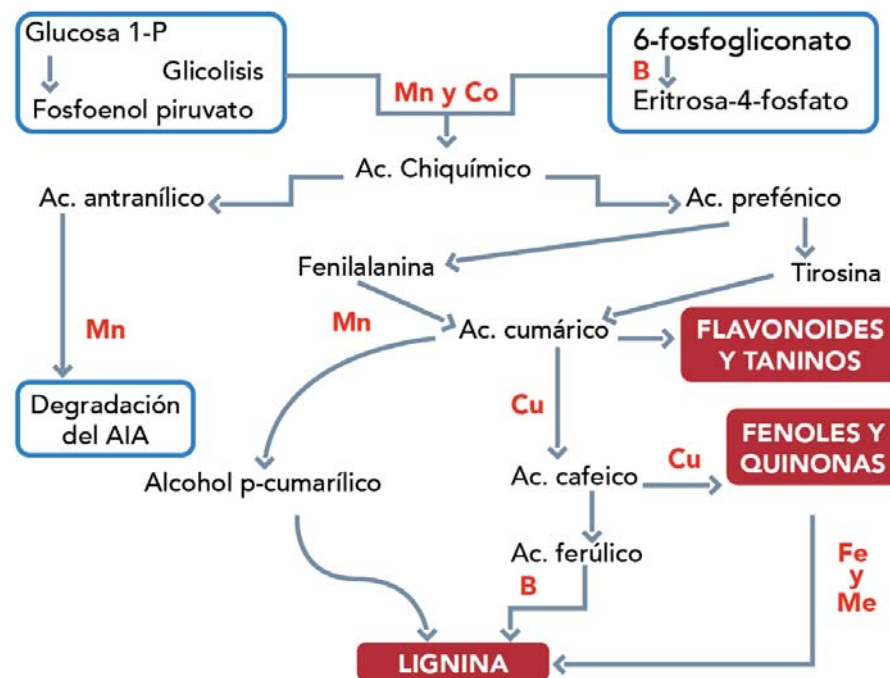 Glucosa 1-P
Glicolisis
Fosfoenol piruvato
6-fosfogliconato
B
Eritrosa-4-fosfato
Mn y Co
Ac. Chiquímico
Ac. antranílico
Ac. prefénico
Fenilalanina
Tirosina
Mn
Mn
Ac. cumárico
FLAVONOIDES
Y TANINOS
Degradación
del AIA
Cu
FENOLES Y
QUINONAS
Alcohol p-cumarílico
Ac. cafeico
Cu
Ac. ferúlico
B
Fe
y
Me
LIGNINA